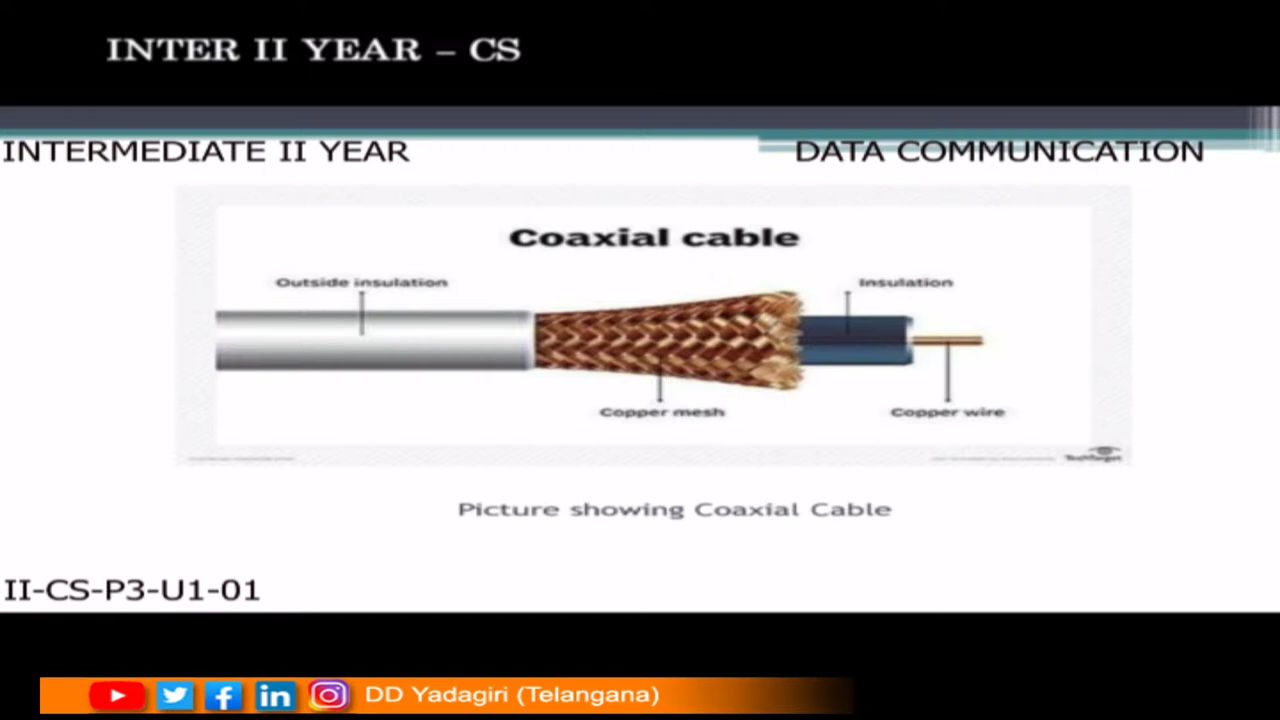 INTER II YEAR – CS
INTERMEDIATE II YEAR
DATA COMMUNICATION
Coaxial cable
Outside insulation
Insulation
Copper mesh
Copper wire
TechTarget
Picture showing Coaxial Cable
II-CS-P3-U1-01
DD Yadagiri (Telangana)